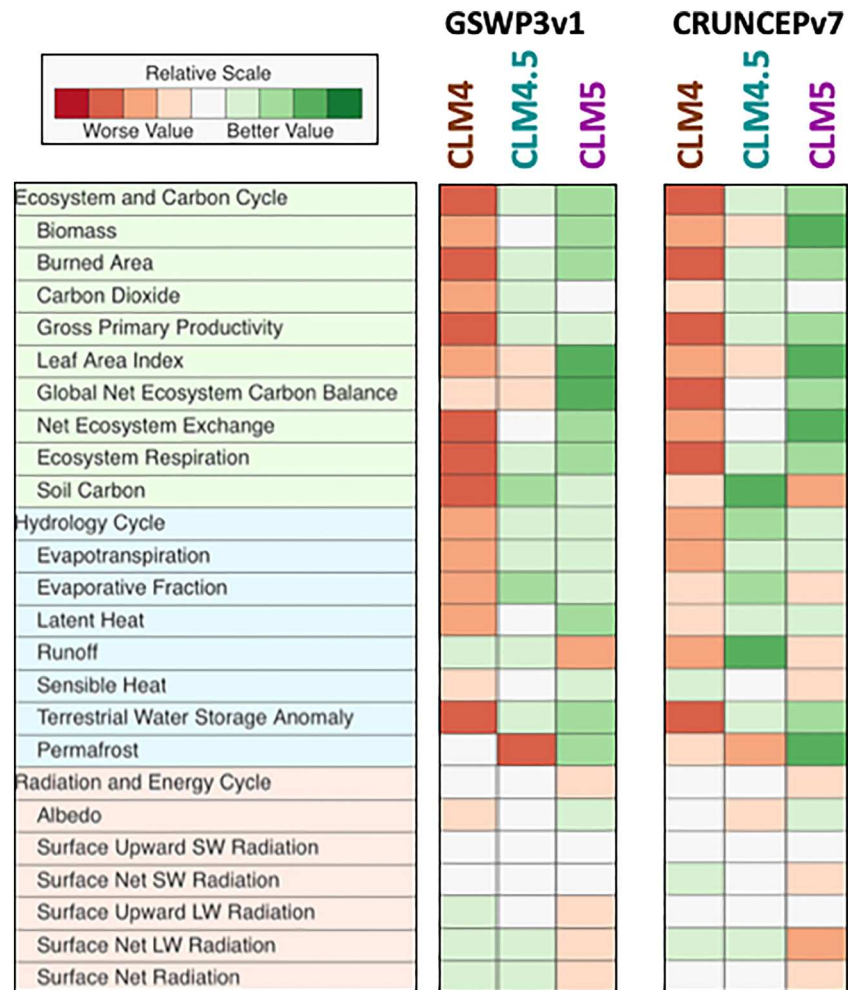 GSWP3v1 CRUNCEPv7
CLM4 CLM4.5 CLM5 CLM4 CLM4.5 CLM5
Relative Scale
Worse Value Better Value
Ecosystem and Carbon Cycle
Biomass
Burned Area
Carbon Dioxide
Gross Primary Productivity
Leaf Area Index
Global Net Ecosystem Carbon Balance
Net Ecosystem Exchange
Ecosystem Respiration
Soil Carbon
Hydrology Cycle
Evapotranspiration
Evaporative Fraction
Latent Heat
Runoff
Sensible Heat
Terrestrial Water Storage Anomaly
Permafrost
Radiation and Energy Cycle
Albedo
Surface Upward SW Radiation
Surface Net SW Radiation
Surface Upward LW Radiation
Surface Net LW Radiation
Surface Net Radiation